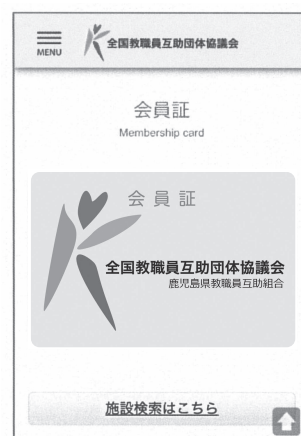 MENU
全国教職員互助団体協議会
会員証
Membership card
会員証
全国教職員互助団体協議会
鹿児島県教職員互助組合
施設検索はこちら